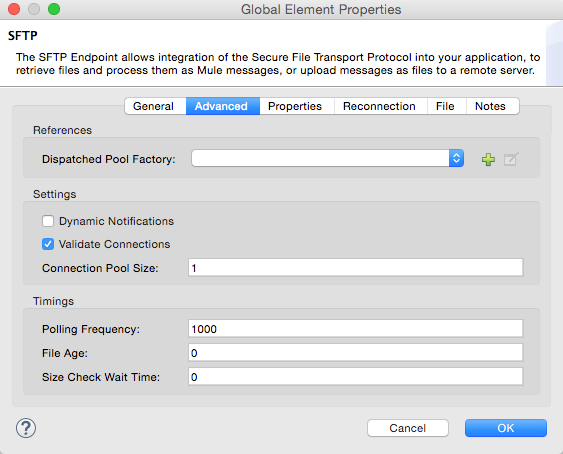 Global Element Properties
SFTP
The SFTP Endpoint allows integration of the Secure File Transport Protocol into your application, to
retrieve files and process them as Mule messages, or upload messages as files to a remote server.
General Advanced Properties Reconnection File Notes
References
Dispatched Pool Factory:
Settings
Dynamic Notifications
Validate Connections
Connection Pool Size: 1
Timings
Polling Frequency: 1000
File Age: 0
Size Check Wait Time: 0
? Cancel OK